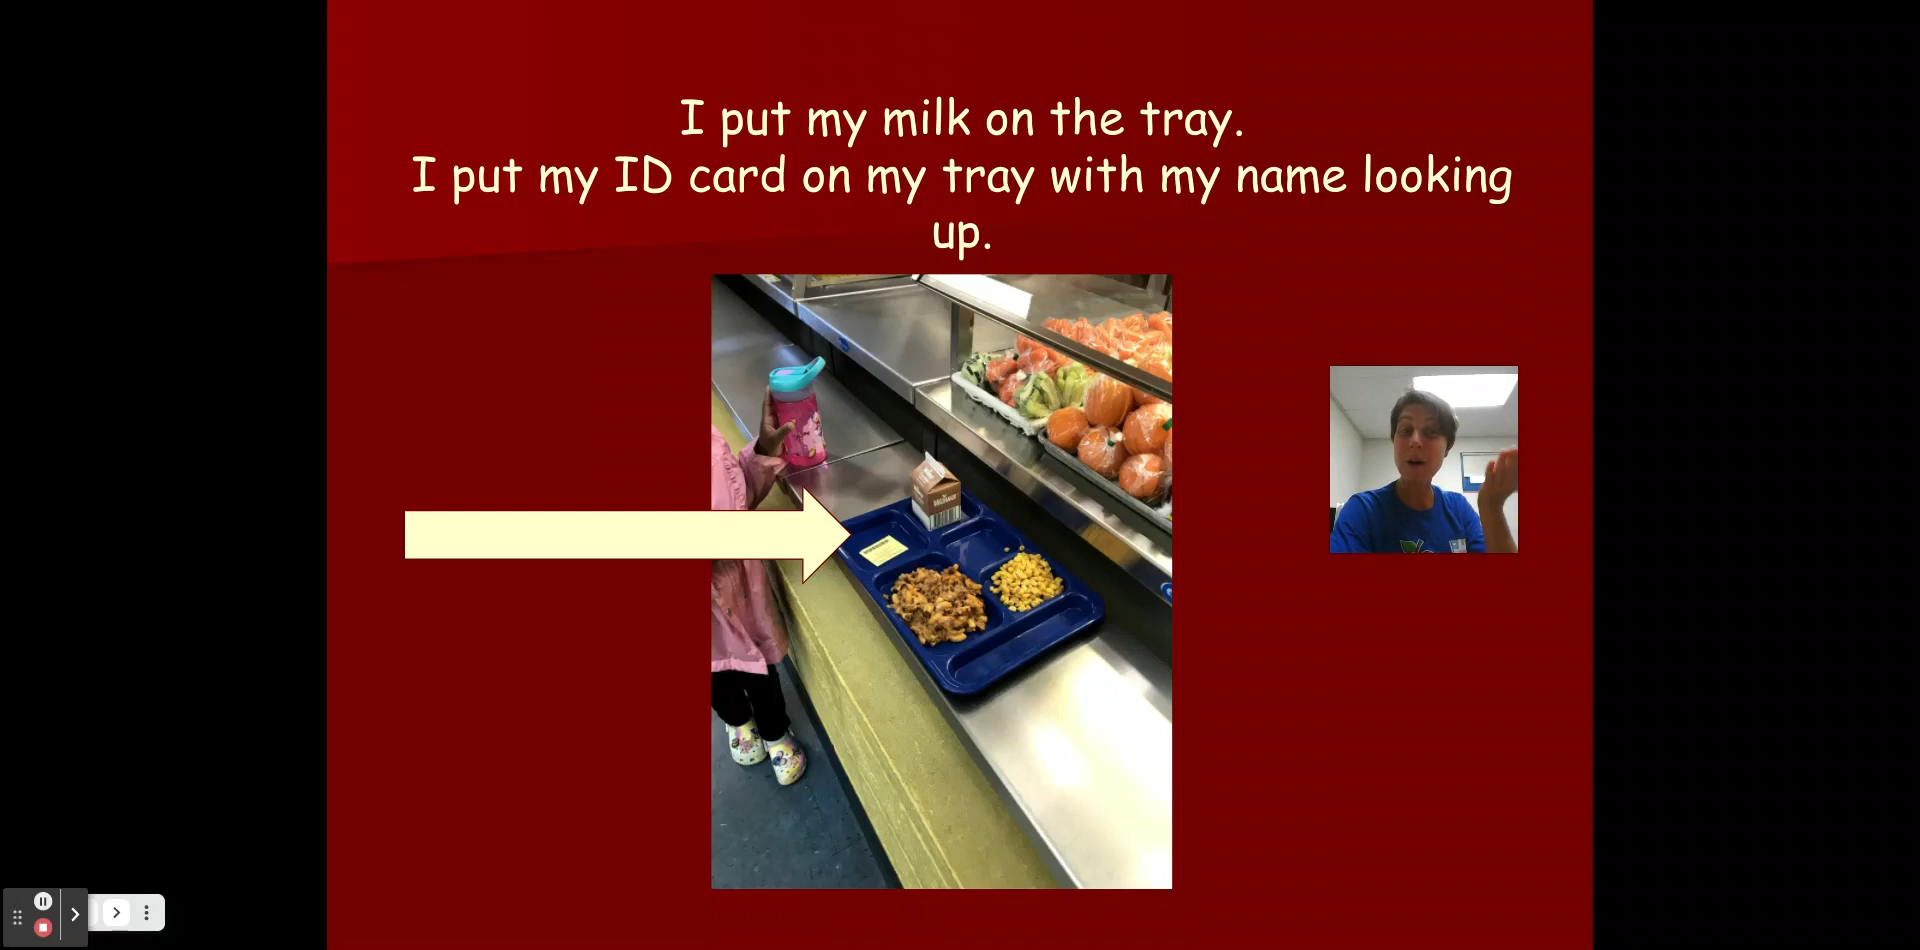 I put my milk on the tray.
I put my ID card on my tray with my name looking
up.